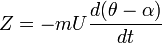 Z = -mU \frac{d(\theta - \alpha)}{dt}